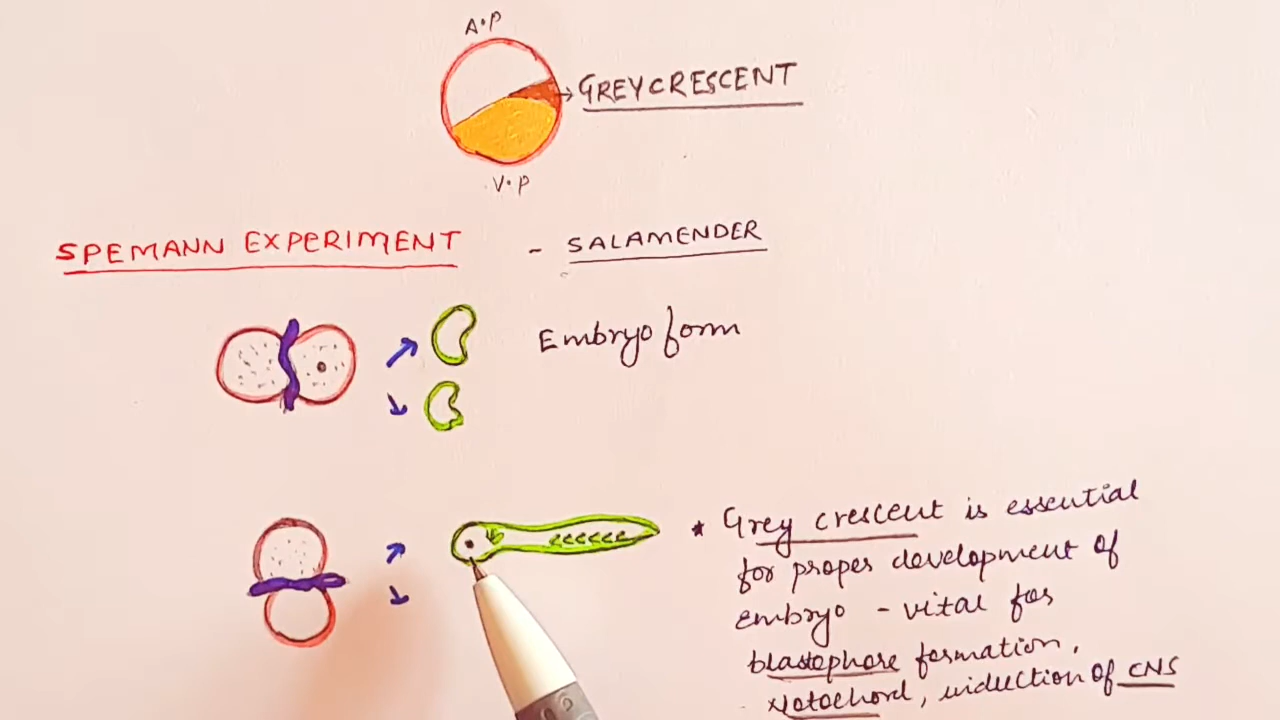 A.P
GREYCRESCENT
V.P
SPEMANN EXPERIMENT - SALAMENDER
Embryo form
* Grey crescent is essential
for proper development of
embryo - vital for
blastophore formation,
Notochord, induction of CNS